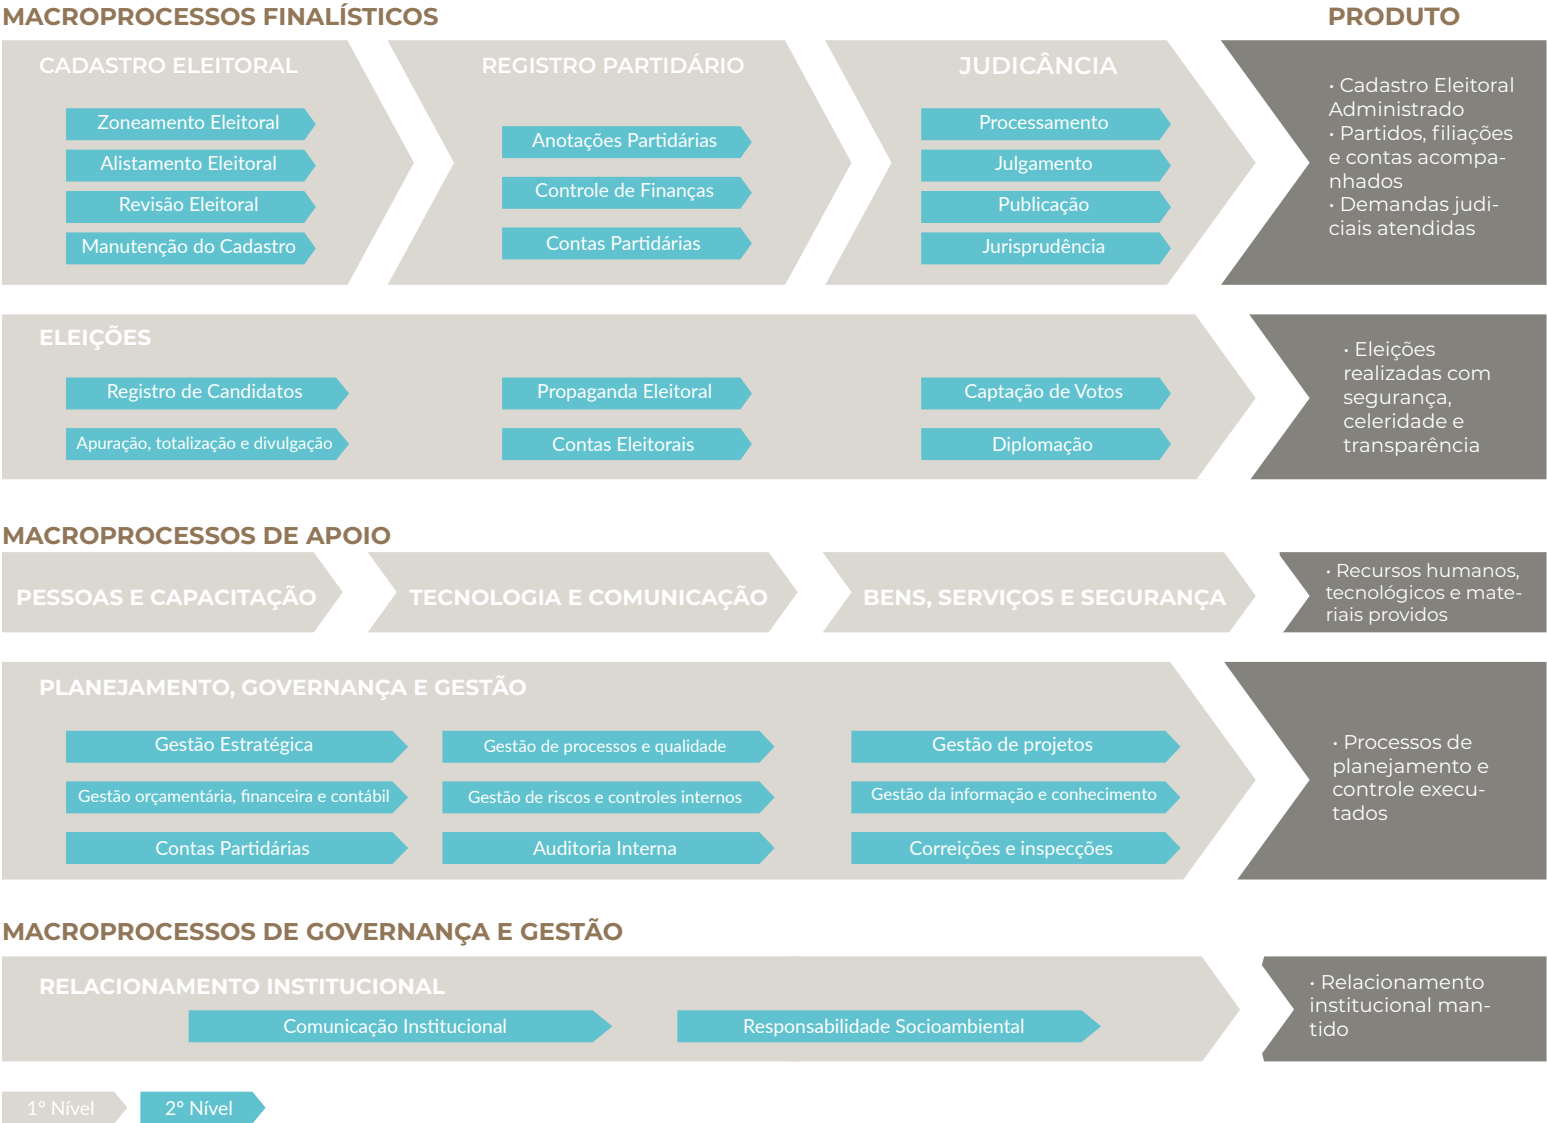 MACROPROCESSOS FINALÍSTICOS
PRODUTO
CADASTRO ELEITORAL
Zoneamento Eleitoral
Alistamento Eleitoral
Revisão Eleitoral
Manutenção do Cadastro
REGISTRO PARTIDÁRIO
Anotações Partidárias
Controle de Finanças
Contas Partidárias
JUDICÂNCIA
Processamento
Julgamento
Publicação
Jurisprudência
• Cadastro Eleitoral
Administrado
• Partidos, filiações
e contas acompa-
nhados
• Demandas judi-
ciais atendidas
ELEIÇÕES
Registro de Candidatos
Propaganda Eleitoral
Captação de Votos
Apuração, totalização e divulgação
Contas Eleitorais
Diplomação
• Eleições
realizadas com
segurança,
celeridade e
transparência
MACROPROCESSOS DE APOIO
PESSOAS E CAPACITAÇÃO
TECNOLOGIA E COMUNICAÇÃO
BENS, SERVIÇOS E SEGURANÇA
• Recursos humanos,
tecnológicos e mate-
riais providos
PLANEJAMENTO, GOVERNANÇA E GESTÃO
Gestão Estratégica
Gestão de processos e qualidade
Gestão de projetos
Gestão orçamentária, financeira e contábil
Gestão de riscos e controles internos
Gestão da informação e conhecimento
Contas Partidárias
Auditoria Interna
Correições e inspecções
• Processos de
planejamento e
controle execu-
tados
MACROPROCESSOS DE GOVERNANÇA E GESTÃO
RELACIONAMENTO INSTITUCIONAL
Comunicação Institucional
Responsabilidade Socioambiental
• Relacionamento
institucional man-
tido
1º Nível
2º Nível